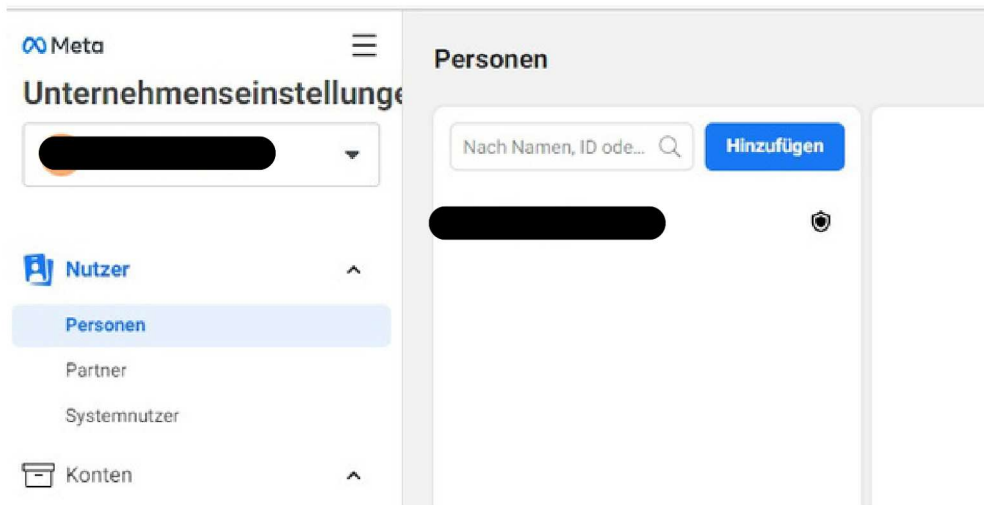 Meta
Unternehmenseinstellunge
Nutzer
Personen
Partner
Systemnutzer
Konten
Personen
Nach Namen, ID ode...
Hinzufügen